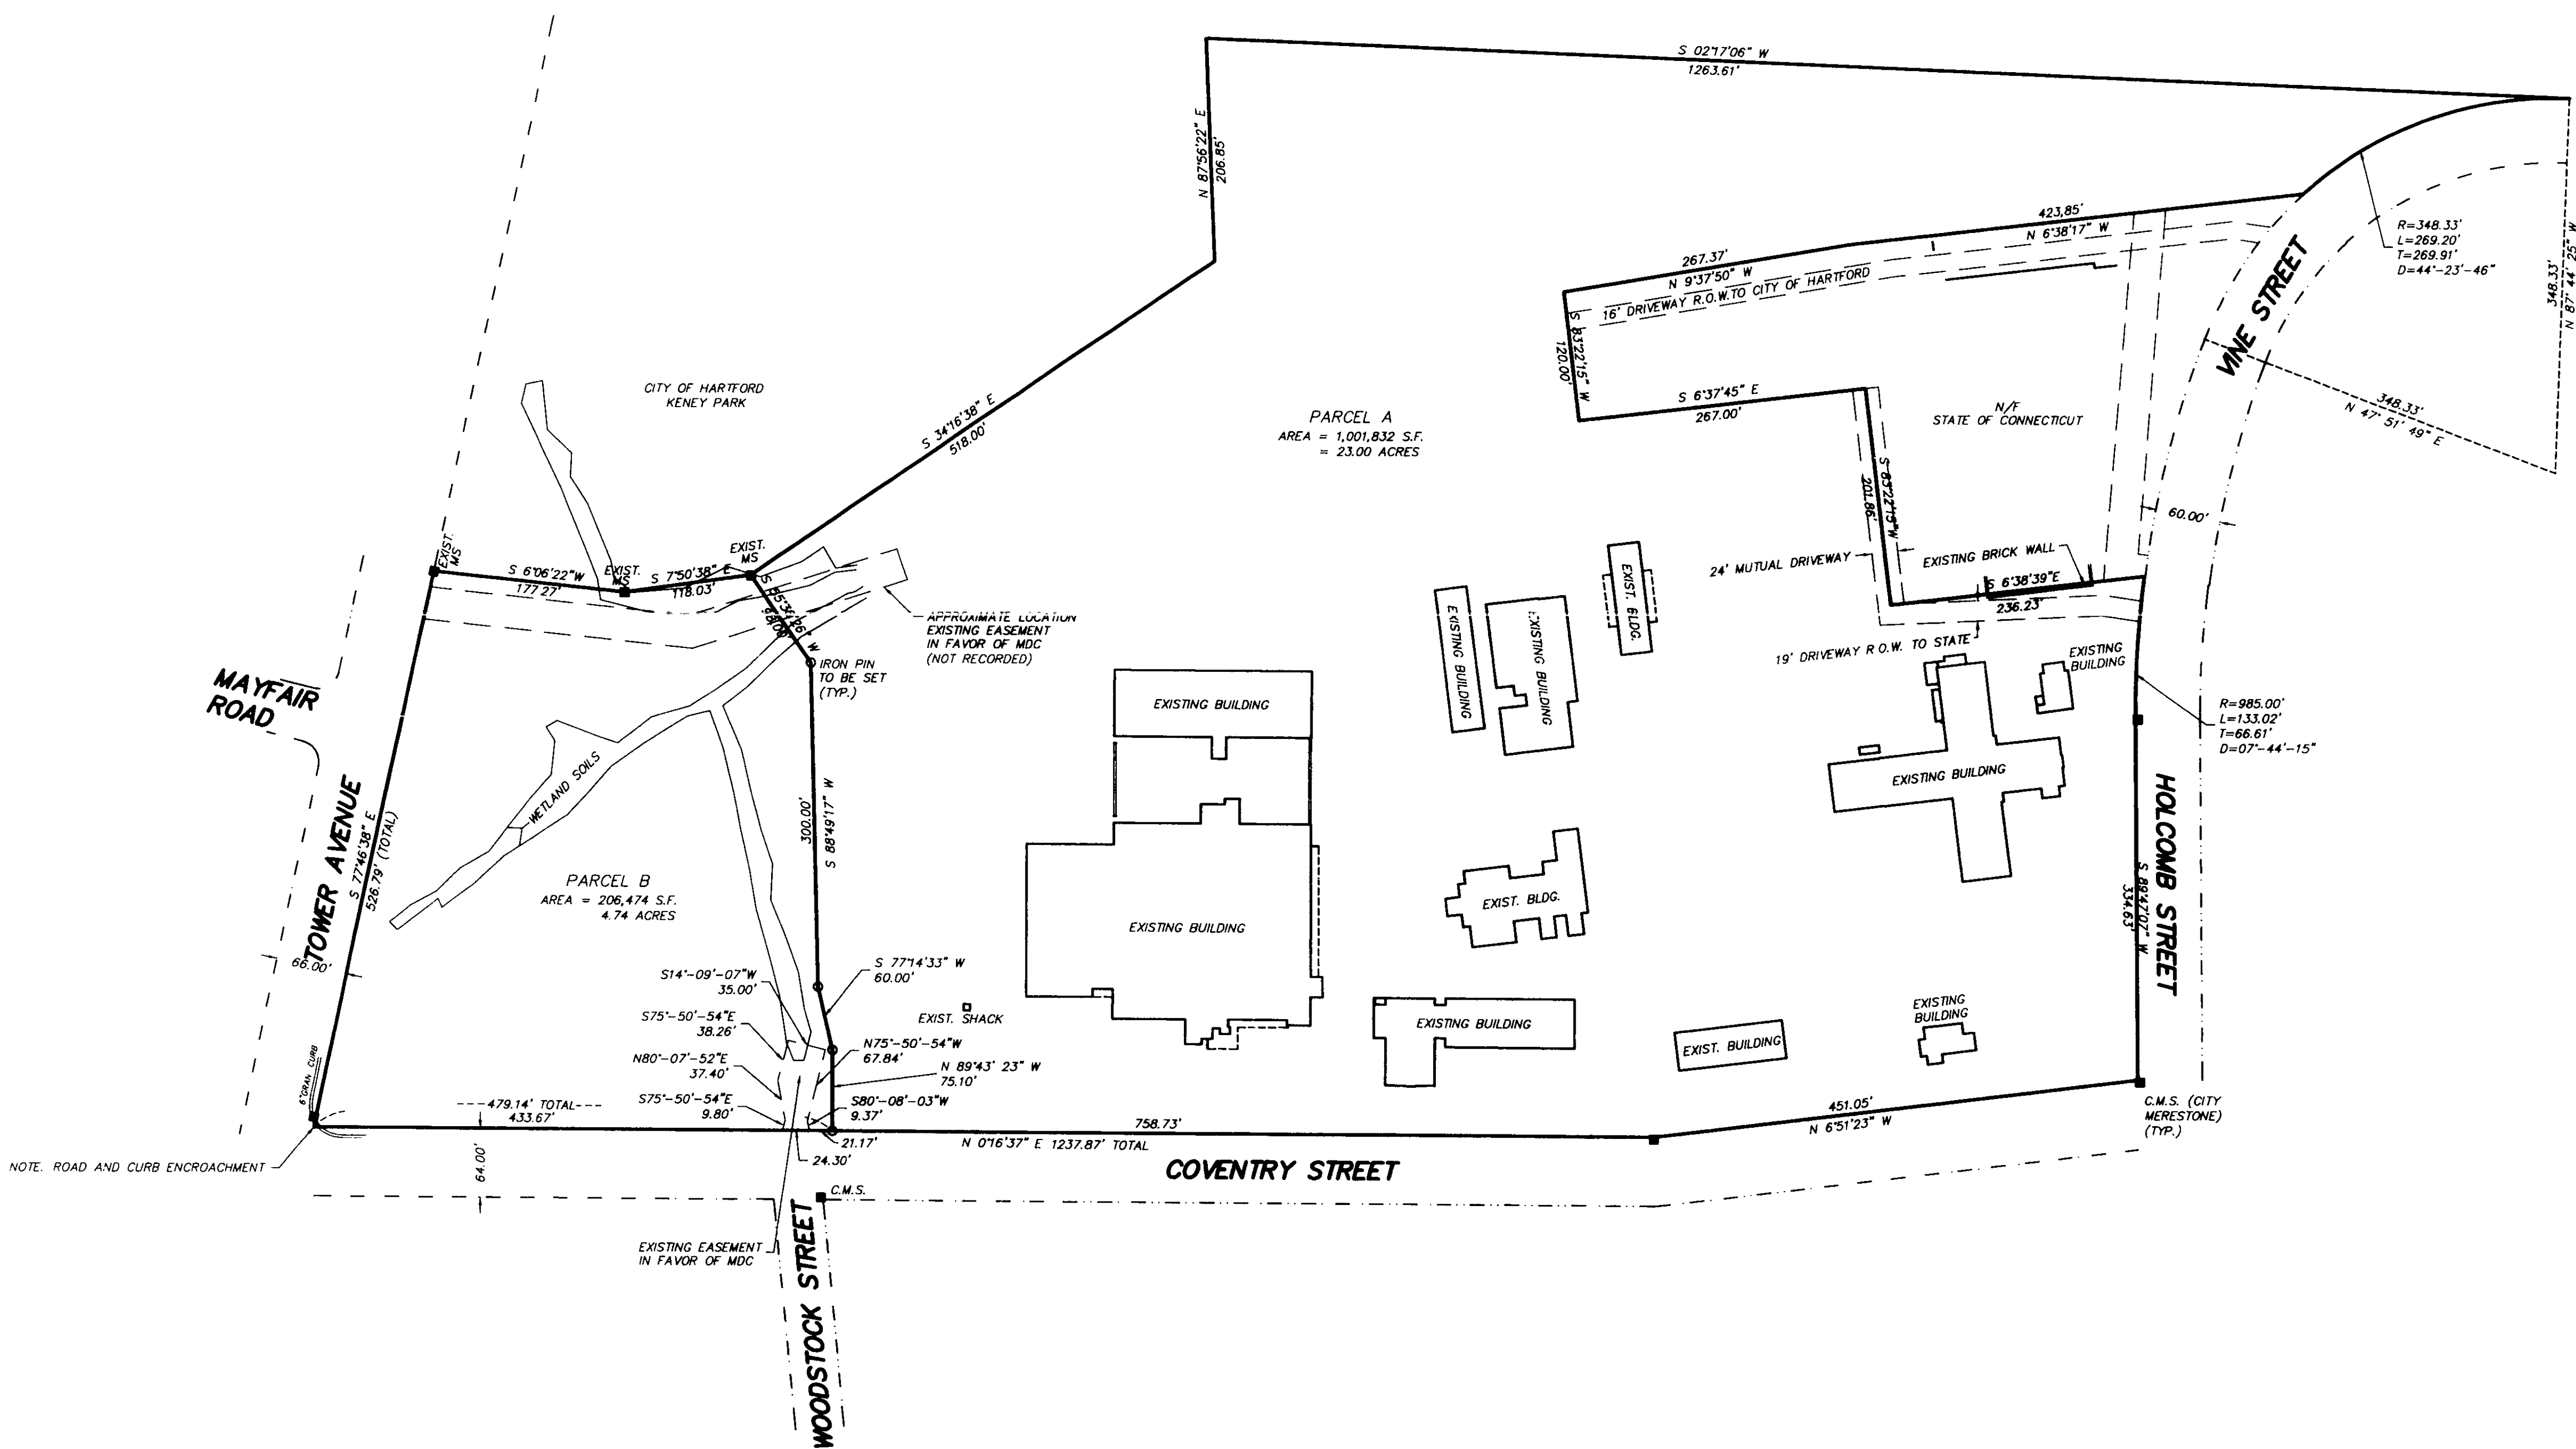 S 02°17'06" W
1263.61'
N 87°56'22" E
206.85'
423.85'
N 6°38'17" W
267.37'
N 9°37'50" W
16' DRIVEWAY R.O.W. TO CITY OF HARTFORD
S 83°22'15" W
120.00'
R=348.33'
L=269.20'
T=269.91'
D=44°-23'-46"
348.33'
N 87° 44' 25" W
VINE STREET
348.33'
N 47° 51' 49" E
CITY OF HARTFORD
KENEY PARK
S 34°16'38" E
518.00'
PARCEL A
AREA = 1,001,832 S.F.
= 23.00 ACRES
S 6°37'45" E
267.00'
N/F
STATE OF CONNECTICUT
S 83°22'15" W
201.86'
60.00'
EXIST.
MS
S 6°06'22"W
177.27'
EXIST.
MS
S 7°50'38" E
118.03'
EXIST.
MS
APPROXIMATE LOCATION
EXISTING EASEMENT
IN FAVOR OF MDC
(NOT RECORDED)
IRON PIN
TO BE SET
(TYP.)
24' MUTUAL DRIVEWAY
EXISTING BRICK WALL
S 6°38'39"E
236.23'
19' DRIVEWAY R.O.W. TO STATE
EXIST. BLDG.
EXISTING BUILDING
EXISTING BUILDING
EXISTING
BUILDING
EXISTING BUILDING
EXISTING BUILDING
R=985.00'
L=133.02'
T=66.61'
D=07°-44'-15"
MAYFAIR
ROAD
TOWER AVENUE
S 77°46'38" E
526.79' (TOTAL)
66.00'
WETLAND SOILS
300.00'
S 88°49'17" W
PARCEL B
AREA = 206,474 S.F.
4.74 ACRES
EXISTING BUILDING
EXIST. BLDG.
HOLCOMB STREET
S 89°47'07" W
334.63'
S14°-09'-07"W
35.00'
S 77°14'33" W
60.00'
S75°-50'-54"E
38.26'
EXIST. SHACK
N80°-07'-52"E
37.40'
N75°-50'-54"W
67.84'
N 89°43' 23" W
75.10'
S75°-50'-54"E
9.80'
S80°-08'-03"W
9.37'
EXISTING BUILDING
EXIST. BUILDING
EXISTING
BUILDING
6"GRAN CURB
479.14' TOTAL
433.67'
21.17'
24.30'
758.73'
N 0°16'37" E 1237.87' TOTAL
451.05'
N 6°51'23" W
C.M.S. (CITY
MERESTONE)
(TYP.)
NOTE. ROAD AND CURB ENCROACHMENT
64.00'
COVENTRY STREET
C.M.S.
EXISTING EASEMENT
IN FAVOR OF MDC
WOODSTOCK STREET